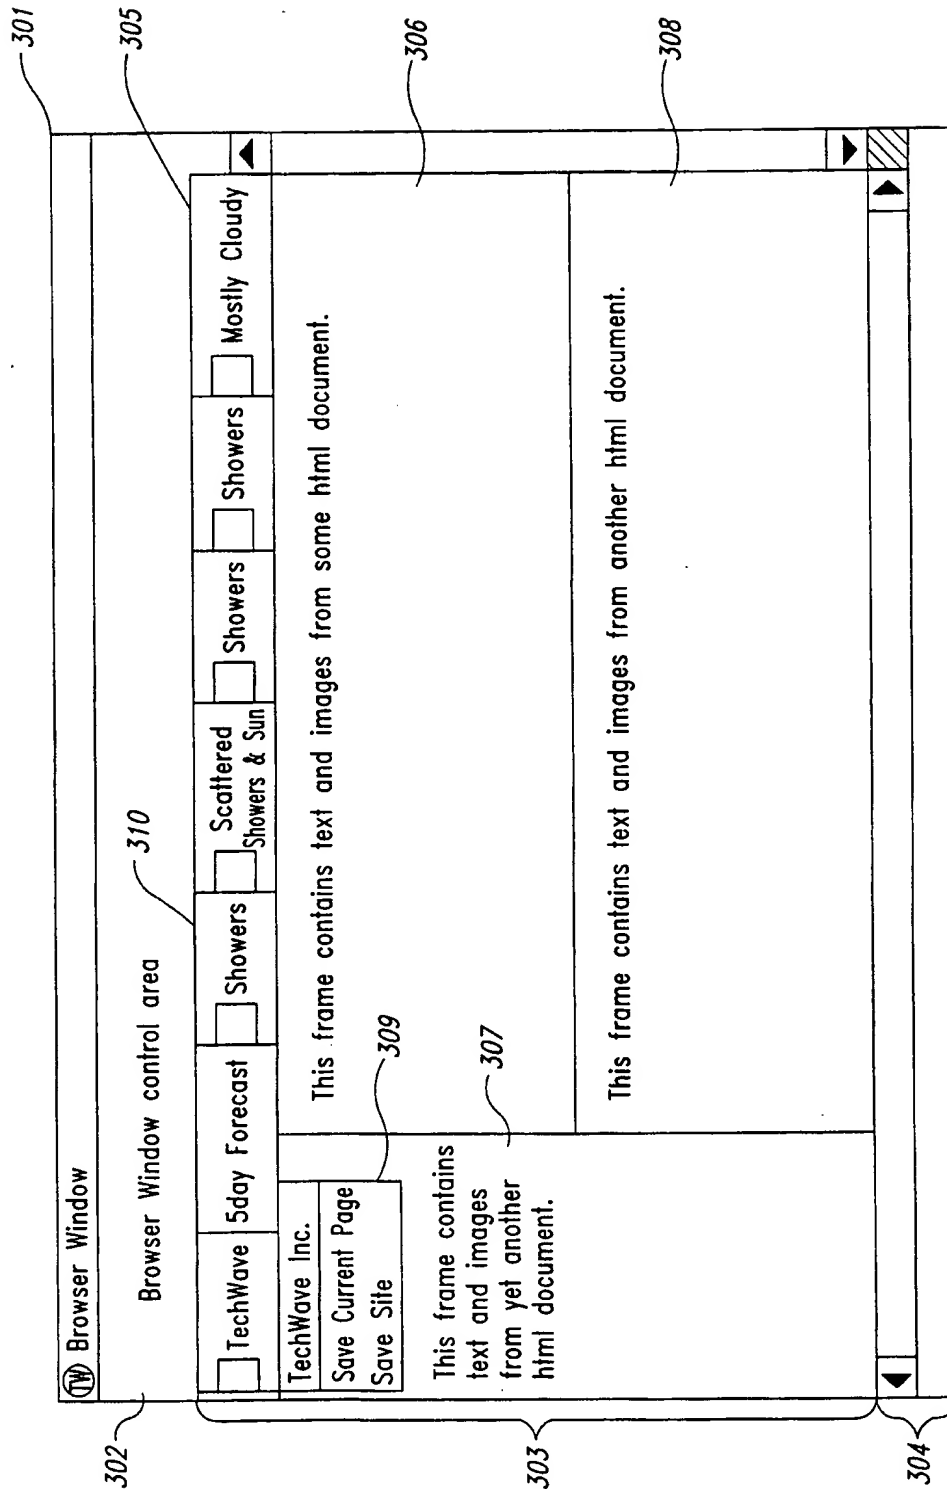 301
TW Browser Window
302
Browser Window control area
310
305
TechWave
5day Forecast
Showers
Scattered
Showers & Sun
Showers
Showers
Mostly Cloudy
TechWave Inc.
Save Current Page
Save Site
309
This frame contains text and images from some html document.
306
307
This frame contains
text and images
from yet another
html document.
This frame contains text and images from another html document.
308
303
304